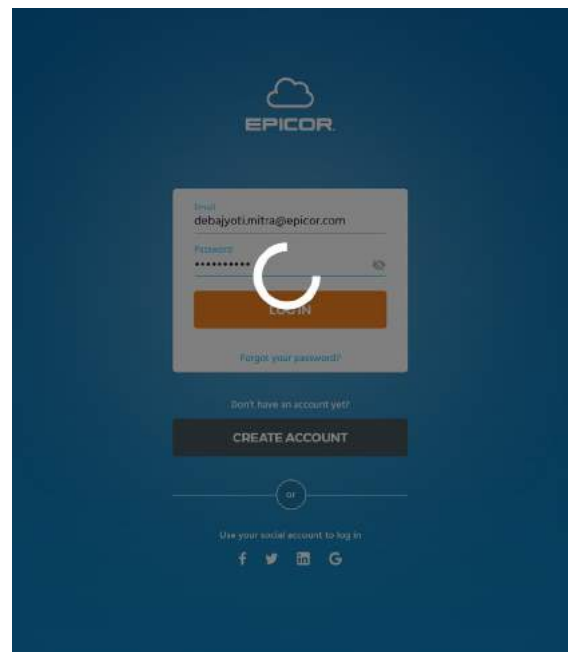 EPICOR
Email
debajyoti.mitra@epicor.com
Password
••••••••••
LOG IN
Forgot your password?
Don't have an account yet?
CREATE ACCOUNT
or
Use your social account to log in
f in G